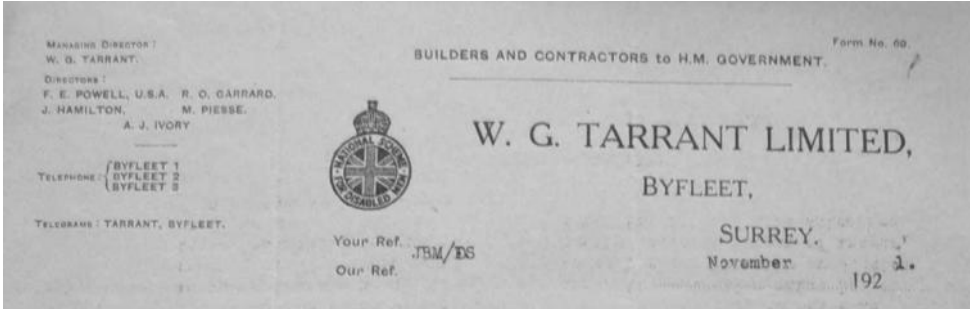 MANAGING DIRECTOR:
W. G. TARRANT.
DIRECTORS:
F. E. POWELL, U.S.A. R. O. GARRARD.
J. HAMILTON. M. PIESSE.
A. J. IVORY
TELEPHONE: BYFLEET 1
BYFLEET 2
BYFLEET 3
TELEGRAMS: TARRANT, BYFLEET.
Form No. 60.
BUILDERS AND CONTRACTORS to H.M. GOVERNMENT.
NATIONAL SCHEME
FOR DISABLED MEN
W. G. TARRANT LIMITED,
BYFLEET,
SURREY.
Your Ref.
JBM/DS
Our Ref.
November 1921.